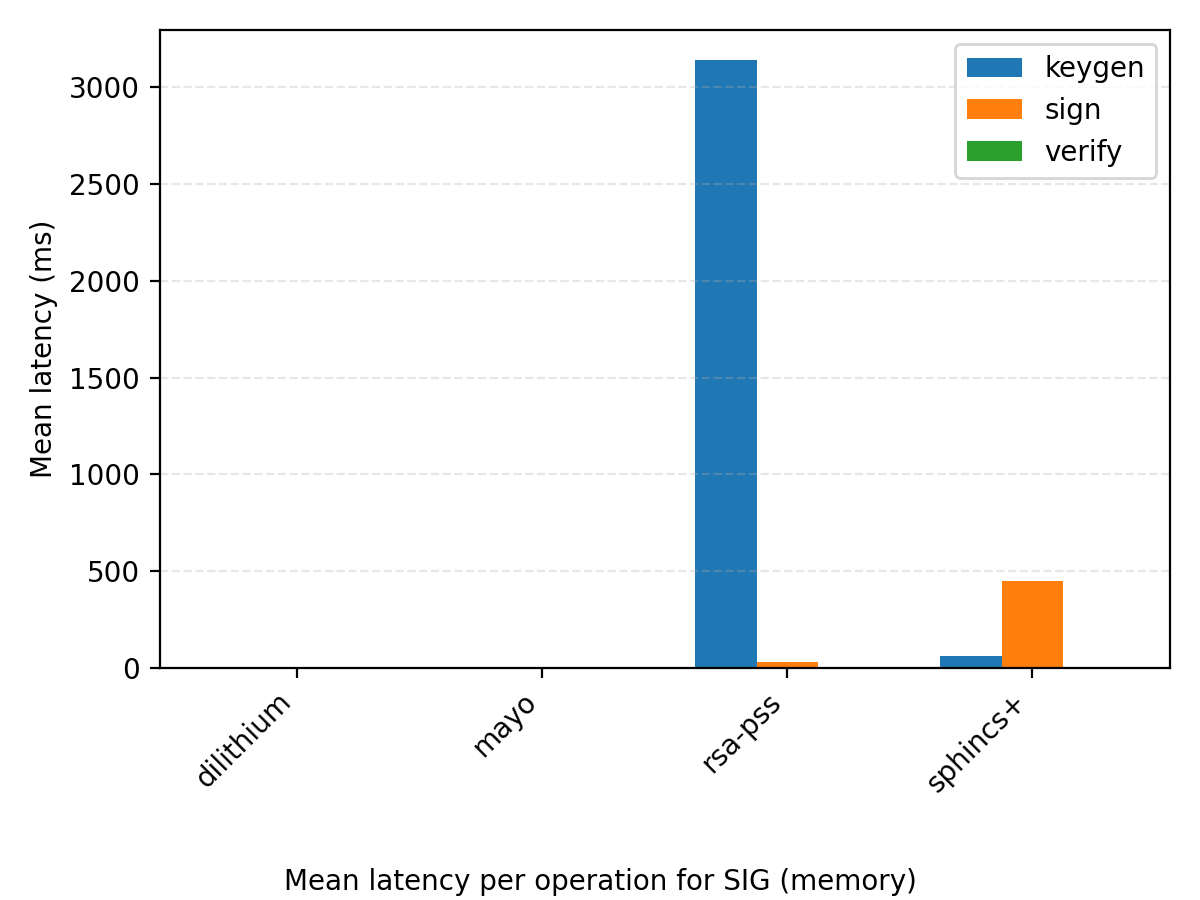 keygen
sign
verify
Mean latency (ms)
3000
2500
2000
1500
1000
500
0
dilithium
mayo
rsa-pss
sphincs+
Mean latency per operation for SIG (memory)